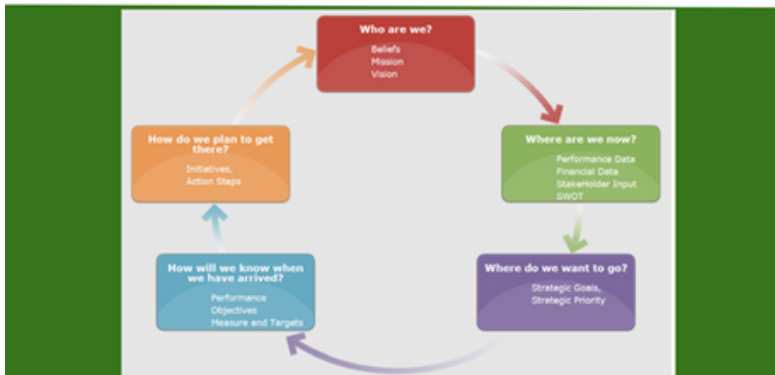 Who are we?
Beliefs
Mission
Vision
Where are we now?
Performance Data
Financial Data
StakeHolder Input
SWOT
Where do we want to go?
Strategic Goals,
Strategic Priority
How will we know when
we have arrived?
Performance
Objectives
Measure and Targets
How do we plan to get
there?
Initiatives,
Action Steps